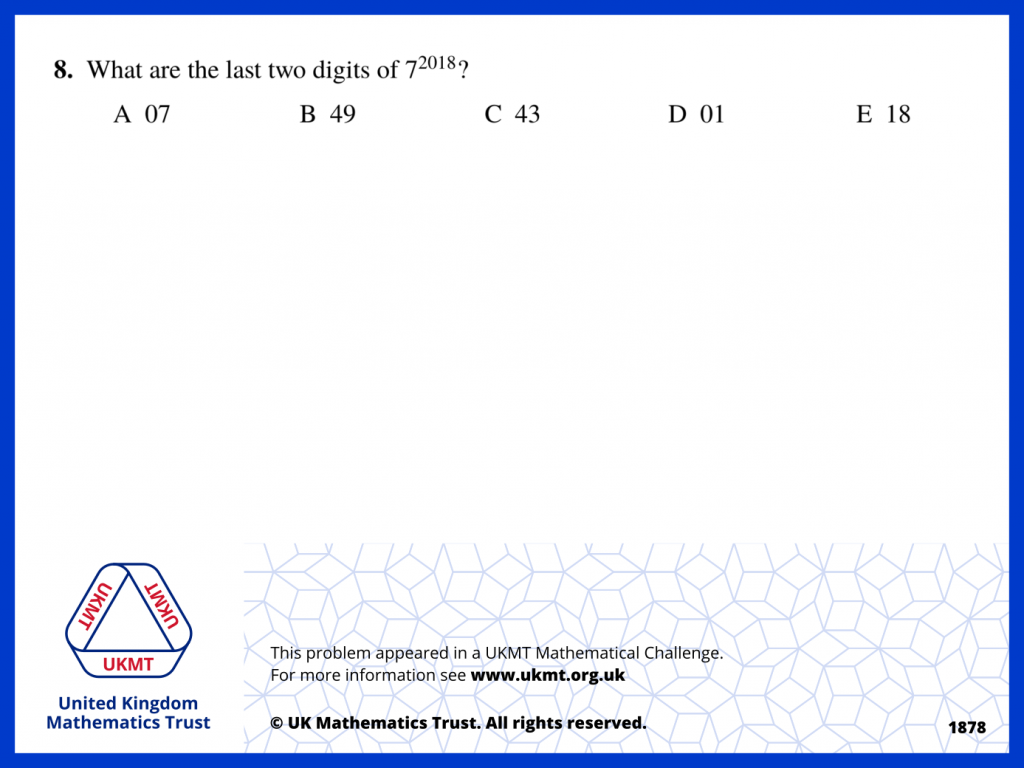 8. What are the last two digits of 7^2018?
A 07 B 49 C 43 D 01 E 18
UKMT
UKMT
UKMT
United Kingdom
Mathematics Trust
This problem appeared in a UKMT Mathematical Challenge.
For more information see www.ukmt.org.uk
© UK Mathematics Trust. All rights reserved.
1878